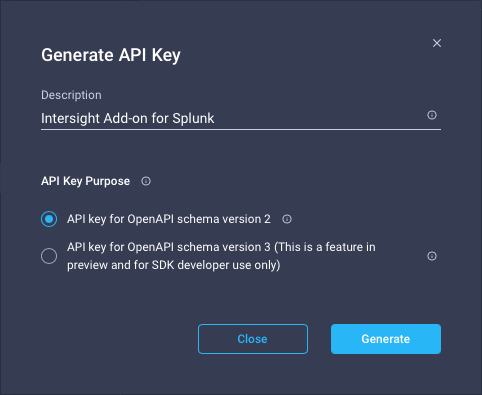 Generate API Key
Description
Intersight Add-on for Splunk
API Key Purpose
API key for OpenAPI schema version 2
API key for OpenAPI schema version 3 (This is a feature in
preview and for SDK developer use only)
Close
Generate